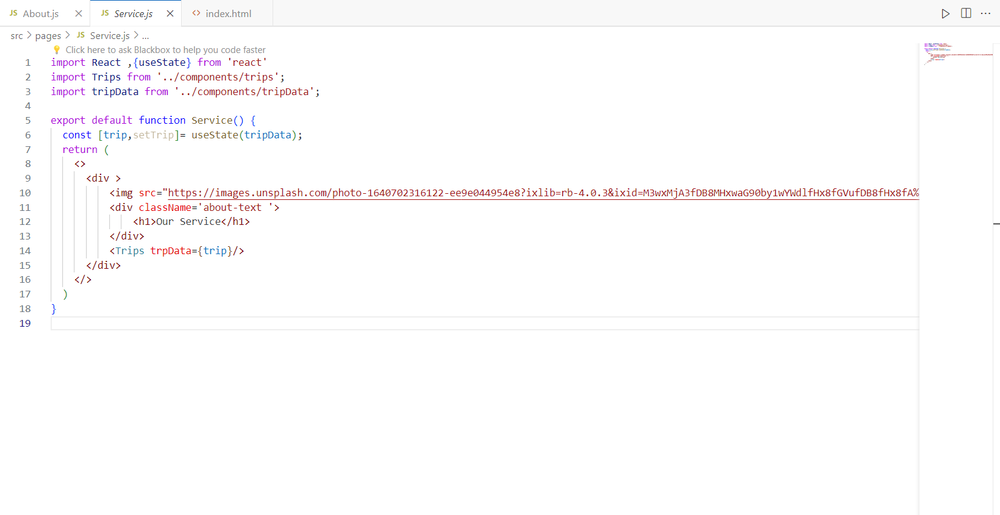 JS About.js × JS Service.js × <> index.html ...
src > pages > JS Service.js > ...
Click here to ask Blackbox to help you code faster
1 import React ,{useState} from 'react'
2 import Trips from '../components/trips';
3 import tripData from '../components/tripData';
4
5 export default function Service() {
6 const [trip,setTrip]= useState(tripData);
7 return (
8 <>
9 <div >
10 <img src="https://images.unsplash.com/photo-1640702316122-ee9e044954e8?ixlib=rb-4.0.3&ixid=M3wxMjA3fDB8MHxwaG90by1wYWdlfHx8fGVufDB8fHx8fA%
11 <div className='about-text '>
12 <h1>Our Service</h1>
13 </div>
14 <Trips trpData={trip}/>
15 </div>
16 </>
17 )
18 }
19